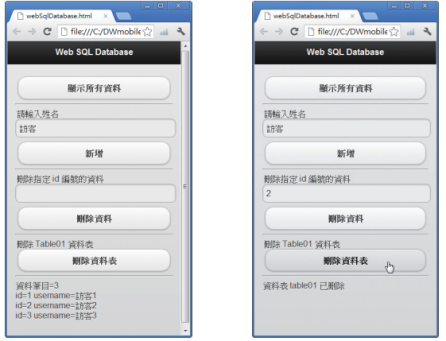 webSqlDatabase.html
file:///C:/DWmobile
Web SQL Database
顯示所有資料
請輸入姓名
訪客
新增
刪除指定 id 編號的資料
刪除資料
刪除 Table01 資料表
刪除資料表
資料筆目=3
id=1 username=訪客1
id=2 username=訪客2
id=3 username=訪客3
webSqlDatabase.html
file:///C:/DWmobile
Web SQL Database
顯示所有資料
請輸入姓名
訪客
新增
刪除指定 id 編號的資料
2
刪除資料
刪除 Table01 資料表
刪除資料表
資料表 table01 已刪除